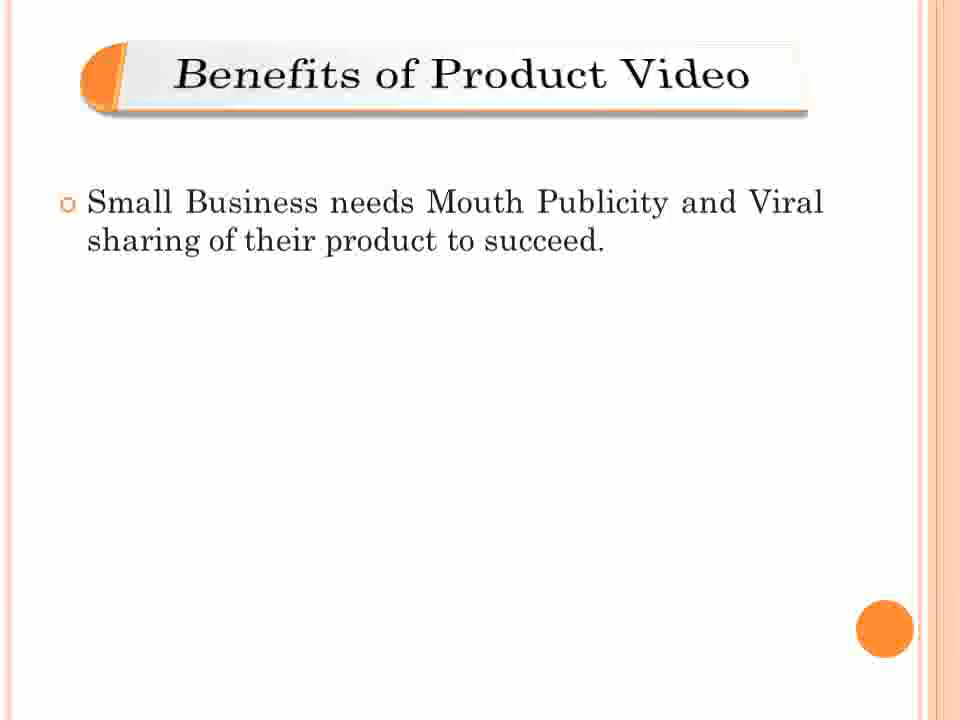 Benefits of Product Video
Small Business needs Mouth Publicity and Viral
sharing of their product to succeed.